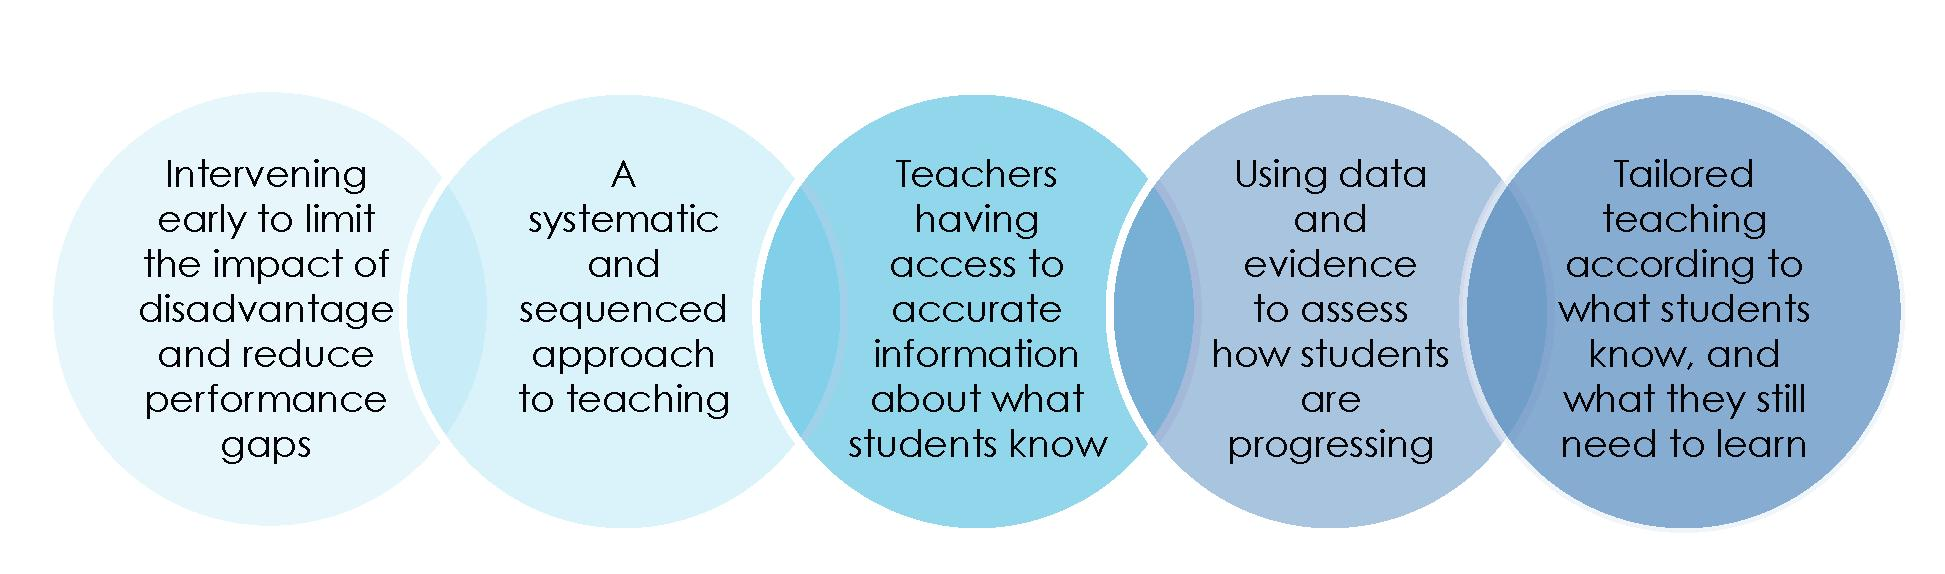 Intervening
early to limit
the impact of
disadvantage
and reduce
performance
gaps
A
systematic
and
sequenced
approach
to teaching
Teachers
having
access to
accurate
information
about what
students know
Using data
and
evidence
to assess
how students
are
progressing
Tailored
teaching
according to
what students
know, and
what they still
need to learn